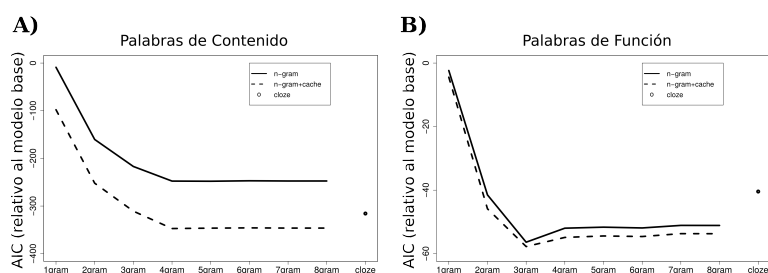 A)
Palabras de Contenido
AIC (relativo al modelo base)
0
-100
-200
-300
-400
n-gram
n-gram+cache
cloze
1gram 2gram 3gram 4gram 5gram 6gram 7gram 8gram cloze
B)
Palabras de Función
AIC (relativo al modelo base)
0
-20
-40
-60
n-gram
n-gram+cache
cloze
1gram 2gram 3gram 4gram 5gram 6gram 7gram 8gram cloze